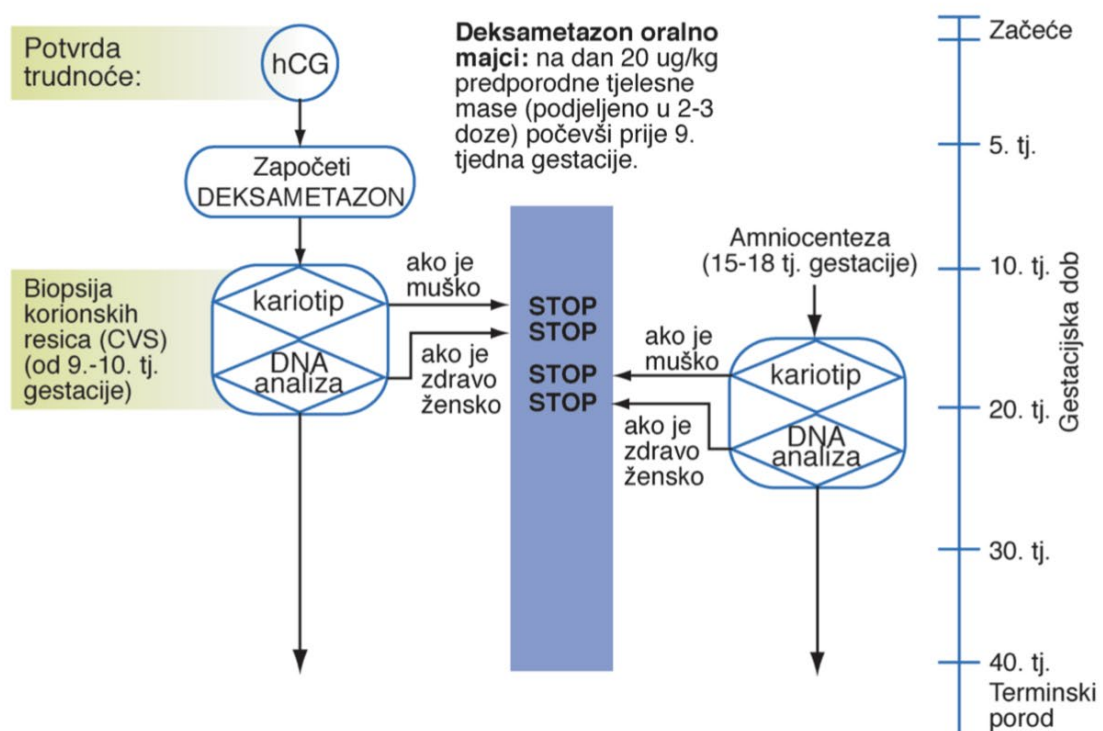 Potvrda
trudnoće:
hCG
Započeti
DEKSAMETAZON
Deksametazon oralno
majci: na dan 20 ug/kg
predporodne tjelesne
mase (podjeljeno u 2-3
doze) počevši prije 9.
tjedna gestacije.
Biopsija
korionskih
resica (CVS)
(od 9.-10. tj.
gestacije)
kariotip
DNA
analiza
ako je
muško
ako je
zdravo
žensko
STOP
STOP
STOP
STOP
Amniocenteza
(15-18 tj. gestacije)
ako je
muško
ako je
zdravo
žensko
kariotip
DNA
analiza
Začeće
5. tj.
10. tj.
20. tj.
30. tj.
40. tj.
Terminski
porod
Gestacijska dob